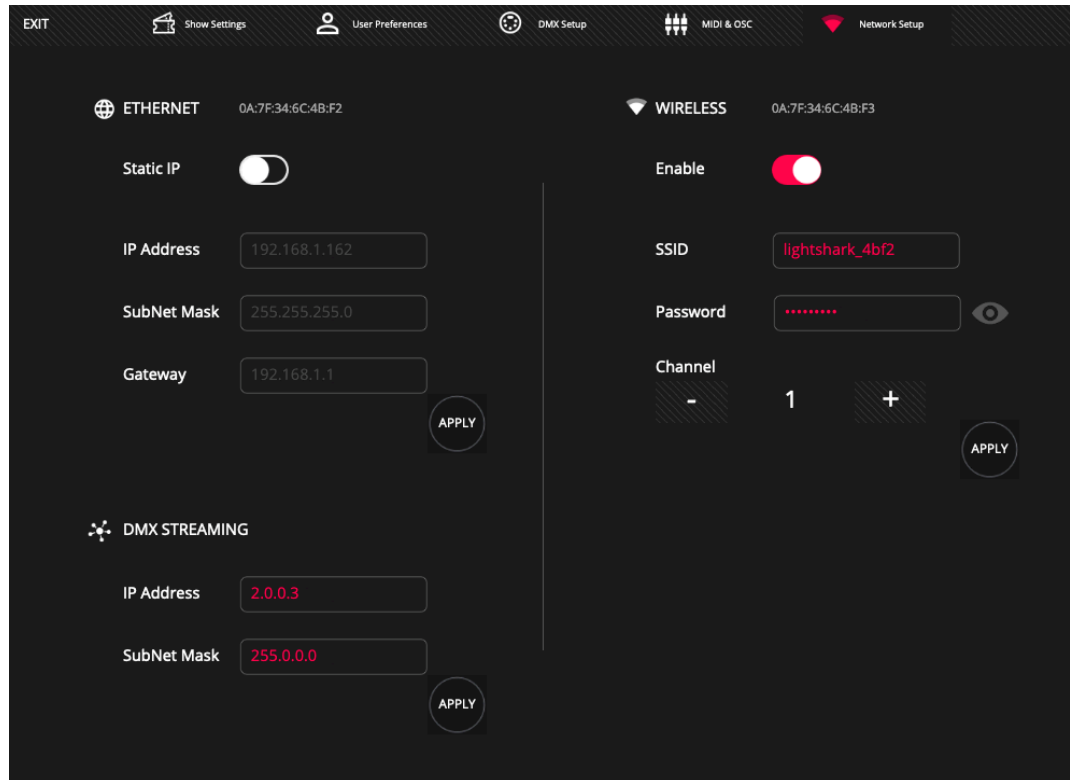 EXIT
Show Settings
User Preferences
DMX Setup
MIDI & OSC
Network Setup
ETHERNET 0A:7F:34:6C:4B:F2
Static IP
IP Address 192.168.1.162
SubNet Mask 255.255.255.0
Gateway 192.168.1.1
APPLY
DMX STREAMING
IP Address 2.0.0.3
SubNet Mask 255.0.0.0
APPLY
WIRELESS 0A:7F:34:6C:4B:F3
Enable
SSID lightshark_4bf2
Password •••••••••
Channel
- 1 +
APPLY